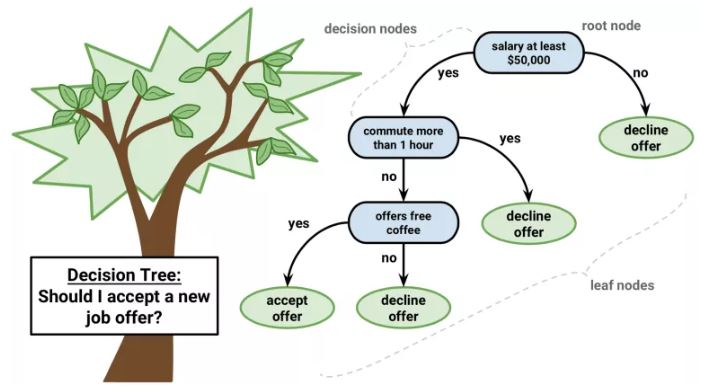 decision nodes
root node
salary at least
$50,000
yes
no
commute more
than 1 hour
decline
offer
yes
no
offers free
coffee
decline
offer
yes
no
leaf nodes
accept
offer
decline
offer
Decision Tree:
Should I accept a new
job offer?